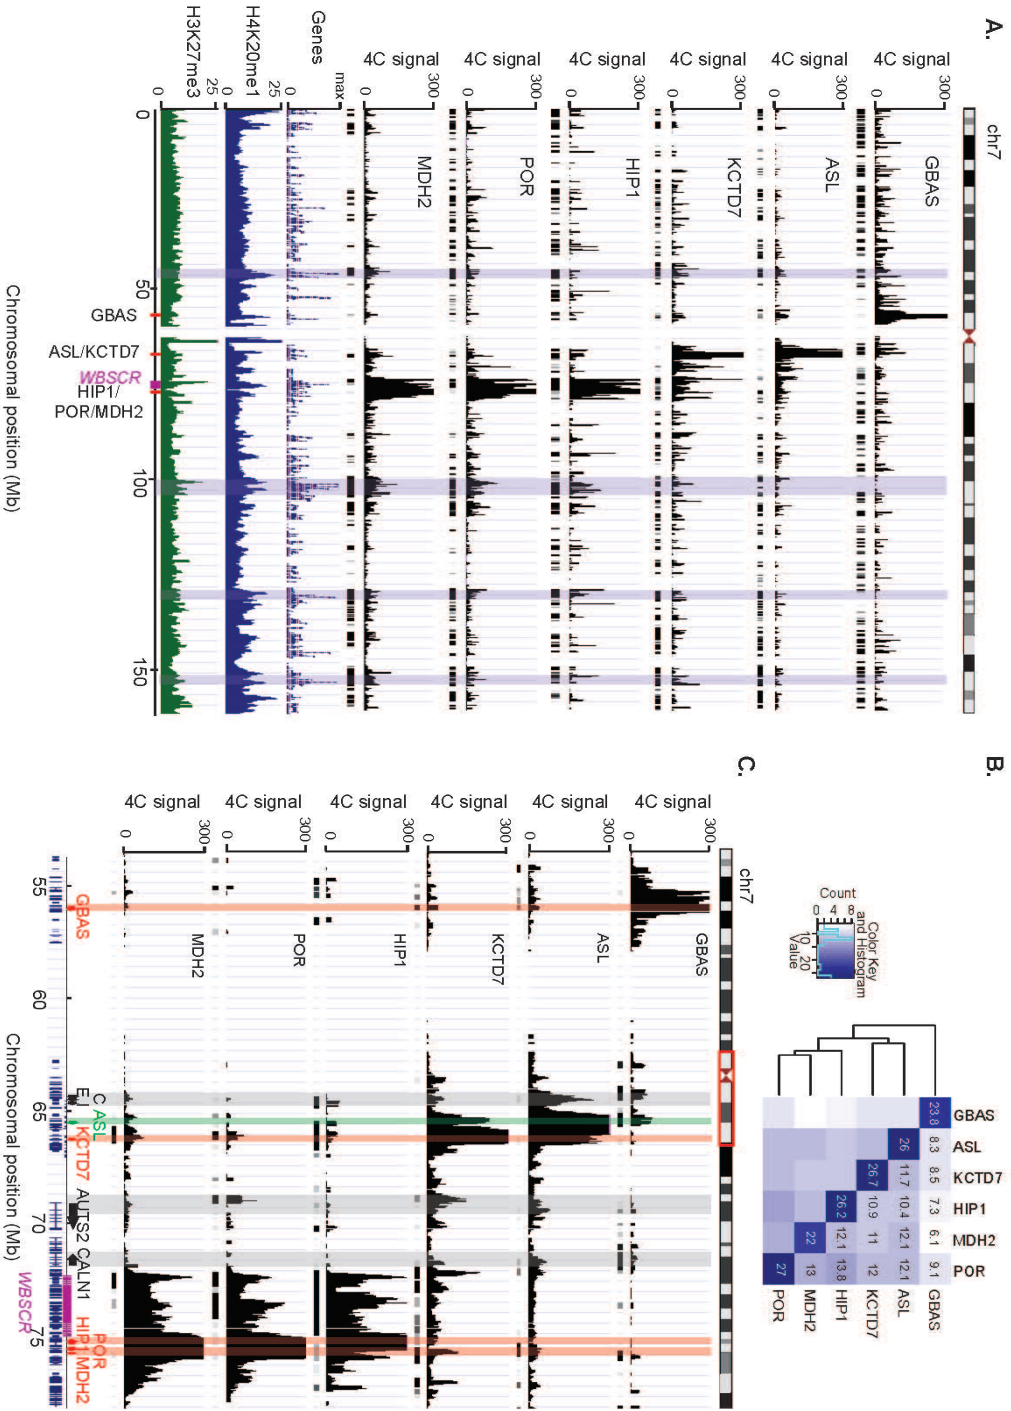 A.
chr7
4C signal
0
300
GBAS
4C signal
0
300
ASL
4C signal
0
300
KCTD7
4C signal
0
300
HIP1
4C signal
0
300
POR
4C signal
0
300
MDH2
Genes
0
max
H4K20me1
0
25
H3K27me3
0
25
0
50
100
150
GBAS
ASL/KCTD7
WBSCR
HIP1/
POR/MDH2
Chromosomal position (Mb)
B.
Color Key
and Histogram
Count
0 4 8
10 20
Value
GBAS
ASL
KCTD7
HIP1
MDH2
POR
23.8 8.3 8.5 7.3 6.1 9.1 GBAS
26 11.7 10.4 12.1 12.1 ASL
26.7 10.9 11 12 KCTD7
26.2 12.1 13.8 HIP1
22 13 MDH2
27 POR
C.
chr7
4C signal
0
300
GBAS
4C signal
0
300
ASL
4C signal
0
300
KCTD7
4C signal
0
300
HIP1
4C signal
0
300
POR
4C signal
0
300
MDH2
55
60
65
70
75
GBAS
ASL
KCTD7
AUTS2
CALN1
POR
HIP1
MDH2
WBSCR
Chromosomal position (Mb)